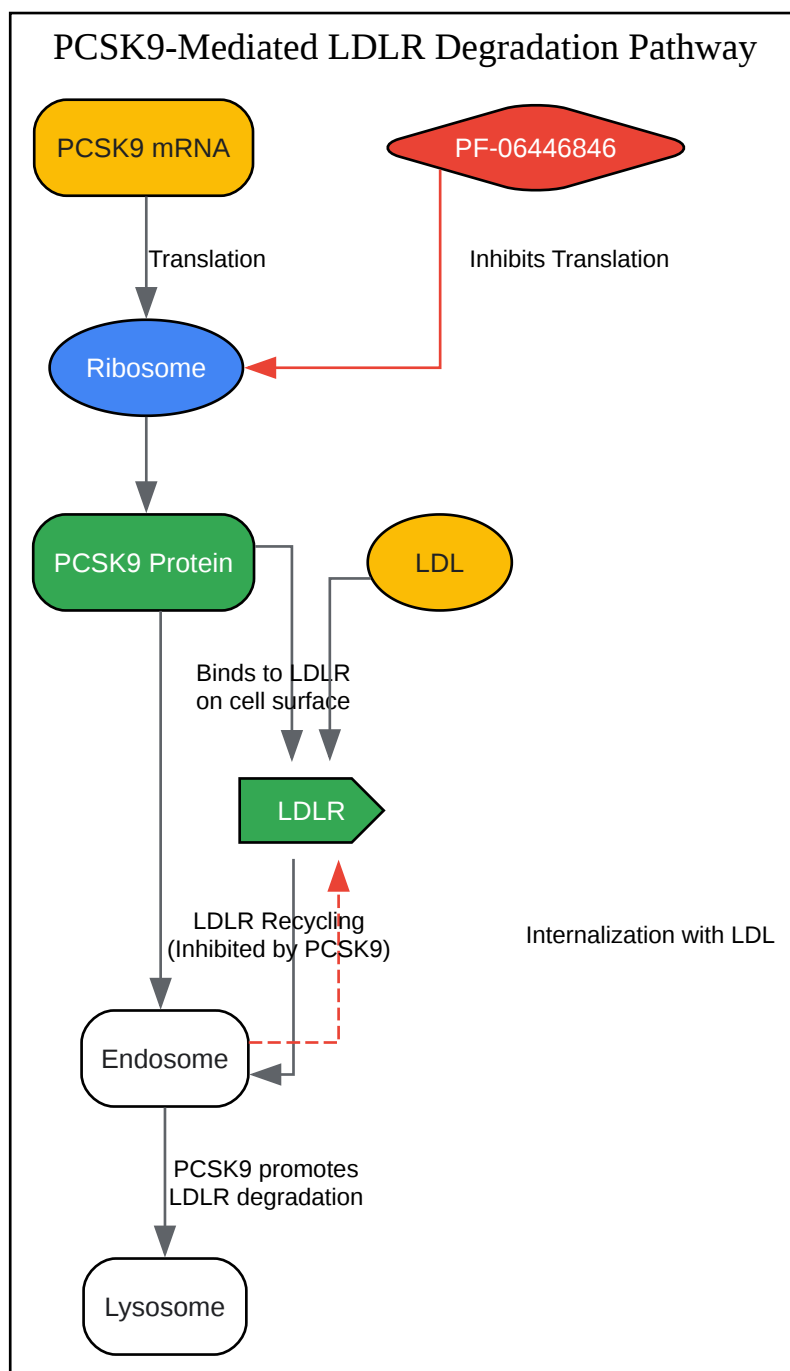 PCSK9-Mediated LDLR Degradation Pathway
PCSK9 mRNA
PF-06446846
Translation
Inhibits Translation
Ribosome
PCSK9 Protein
LDL
Binds to LDLR
on cell surface
LDLR
LDLR Recycling
(Inhibited by PCSK9)
Internalization with LDL
Endosome
PCSK9 promotes
LDLR degradation
Lysosome